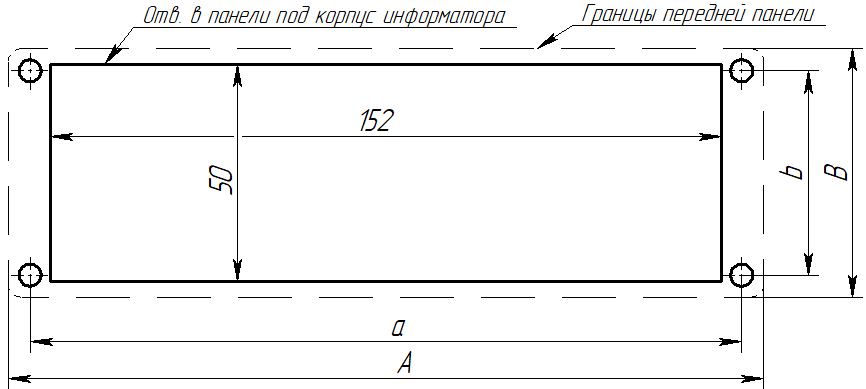 Отв. в панели под корпус информатора
Границы передней панели
152
50
b
B
a
A